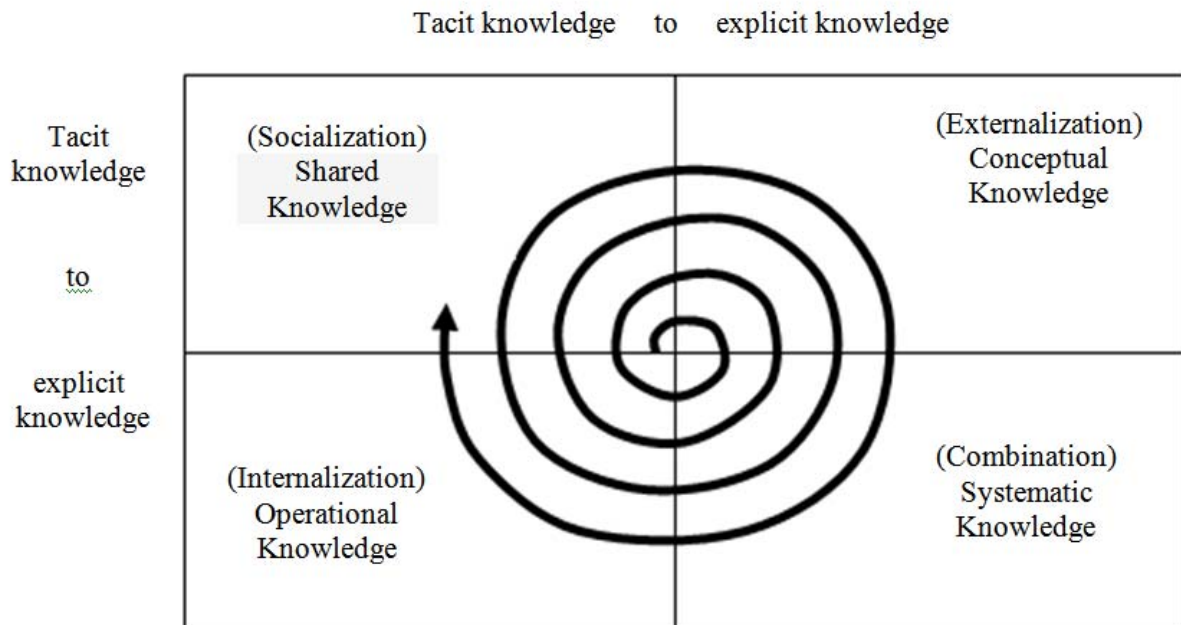 Tacit knowledge to explicit knowledge
Tacit
knowledge
to
explicit
knowledge
(Socialization)
Shared
Knowledge
(Externalization)
Conceptual
Knowledge
(Internalization)
Operational
Knowledge
(Combination)
Systematic
Knowledge